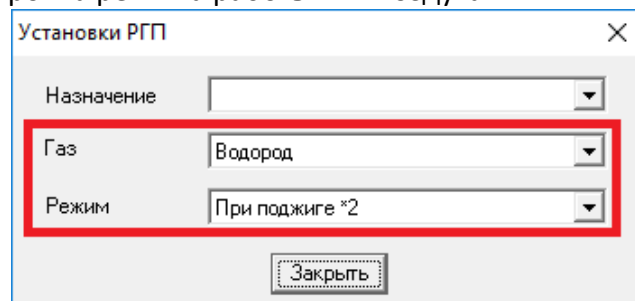 Установки РГП
Назначение
Газ Водород
Режим При поджиге *2
Закрыть